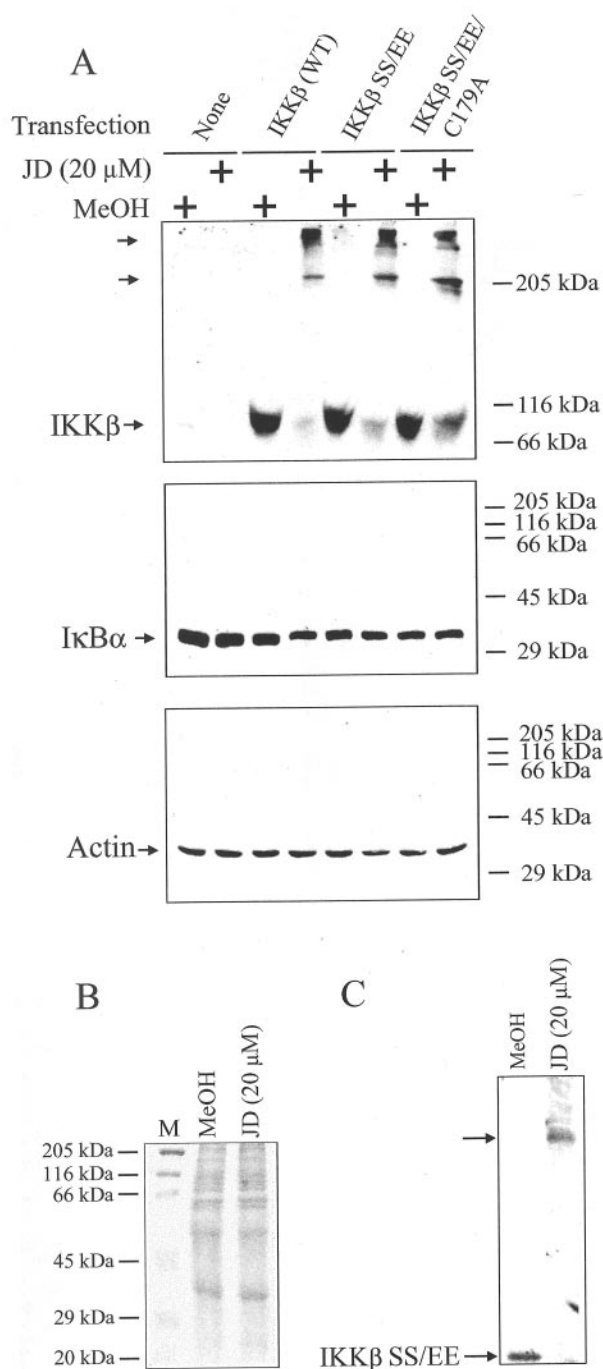 A
Transfection
None
IKKβ (WT)
IKKβ SS/EE
IKKβ SS/EE/
C179A
JD (20 μM) + + + +
MeOH + + + +
205 kDa
116 kDa
IKKβ
66 kDa
205 kDa
116 kDa
66 kDa
45 kDa
IκBα
29 kDa
205 kDa
116 kDa
66 kDa
45 kDa
Actin
29 kDa
B
M
MeOH
JD (20 μM)
205 kDa
116 kDa
66 kDa
45 kDa
29 kDa
20 kDa
C
MeOH
JD (20 μM)
IKKβ SS/EE